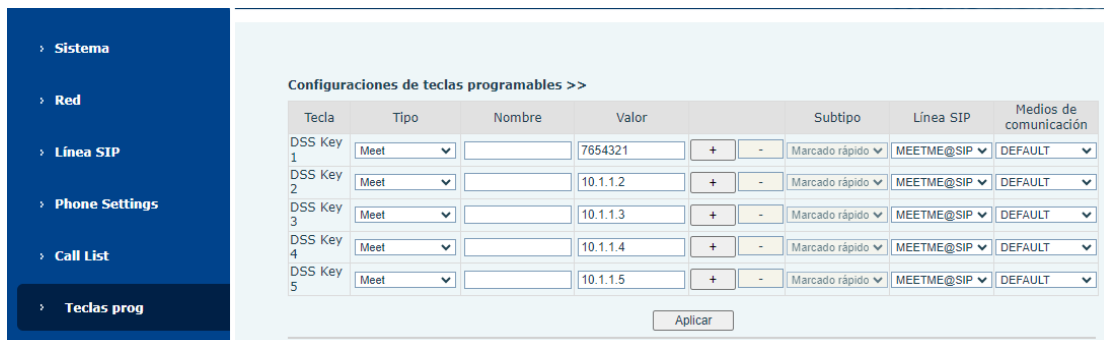 › Sistema
› Red
› Línea SIP
› Phone Settings
› Call List
› Teclas prog
Configuraciones de teclas programables >>
Tecla Tipo Nombre Valor Subtipo Línea SIP Medios de comunicación
DSS Key 1 Meet 7654321 + - Marcado rápido MEETME@SIP DEFAULT
DSS Key 2 Meet 10.1.1.2 + - Marcado rápido MEETME@SIP DEFAULT
DSS Key 3 Meet 10.1.1.3 + - Marcado rápido MEETME@SIP DEFAULT
DSS Key 4 Meet 10.1.1.4 + - Marcado rápido MEETME@SIP DEFAULT
DSS Key 5 Meet 10.1.1.5 + - Marcado rápido MEETME@SIP DEFAULT
Aplicar